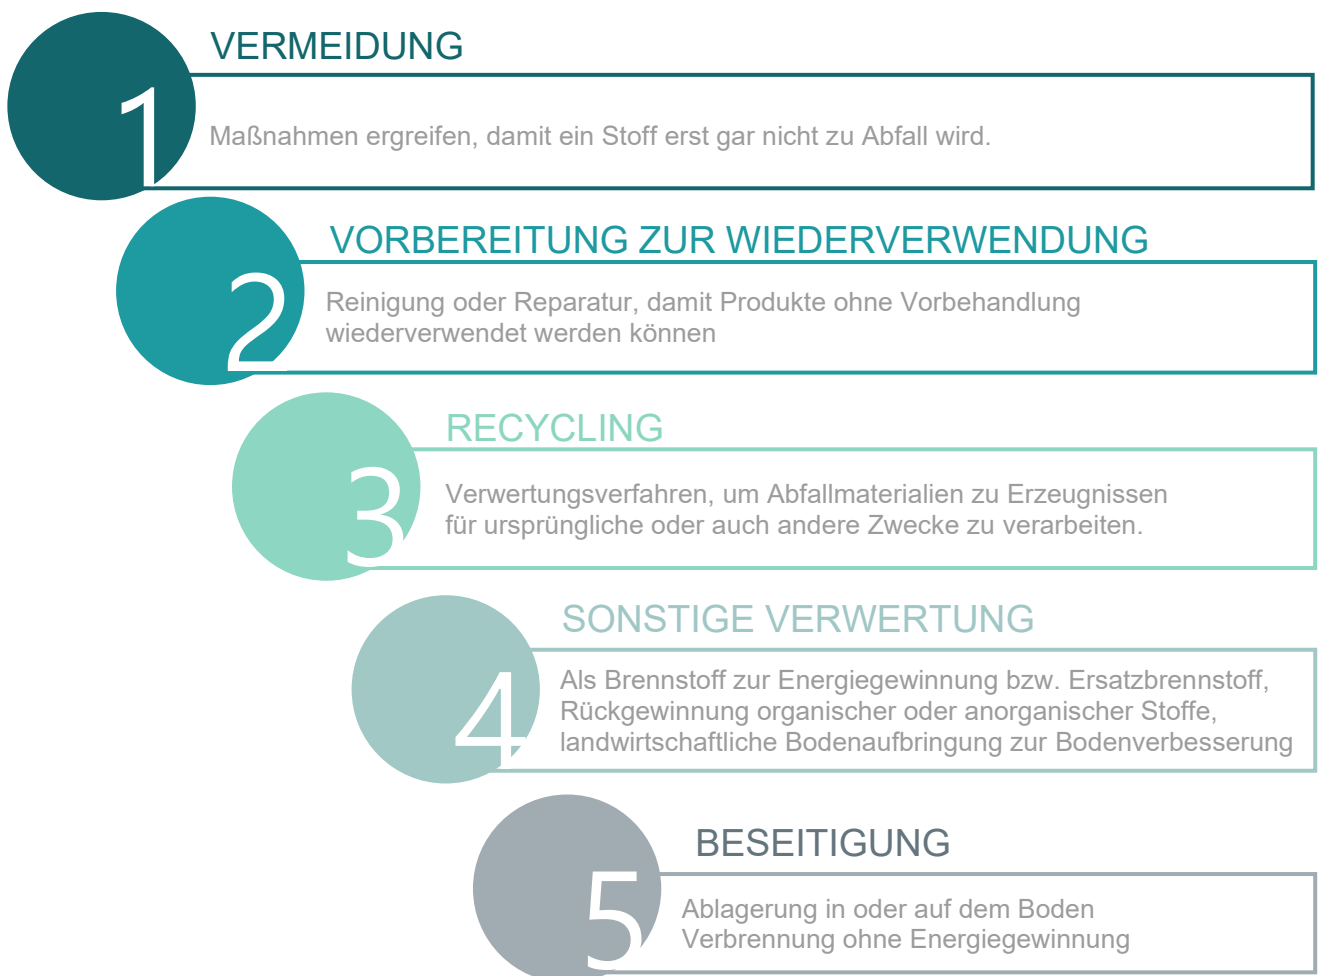 1
VERMEIDUNG
Maßnahmen ergreifen, damit ein Stoff erst gar nicht zu Abfall wird.
2
VORBEREITUNG ZUR WIEDERVERWENDUNG
Reinigung oder Reparatur, damit Produkte ohne Vorbehandlung
wiederverwendet werden können
3
RECYCLING
Verwertungsverfahren, um Abfallmaterialien zu Erzeugnissen
für ursprüngliche oder auch andere Zwecke zu verarbeiten.
4
SONSTIGE VERWERTUNG
Als Brennstoff zur Energiegewinnung bzw. Ersatzbrennstoff,
Rückgewinnung organischer oder anorganischer Stoffe,
landwirtschaftliche Bodenaufbringung zur Bodenverbesserung
5
BESEITIGUNG
Ablagerung in oder auf dem Boden
Verbrennung ohne Energiegewinnung